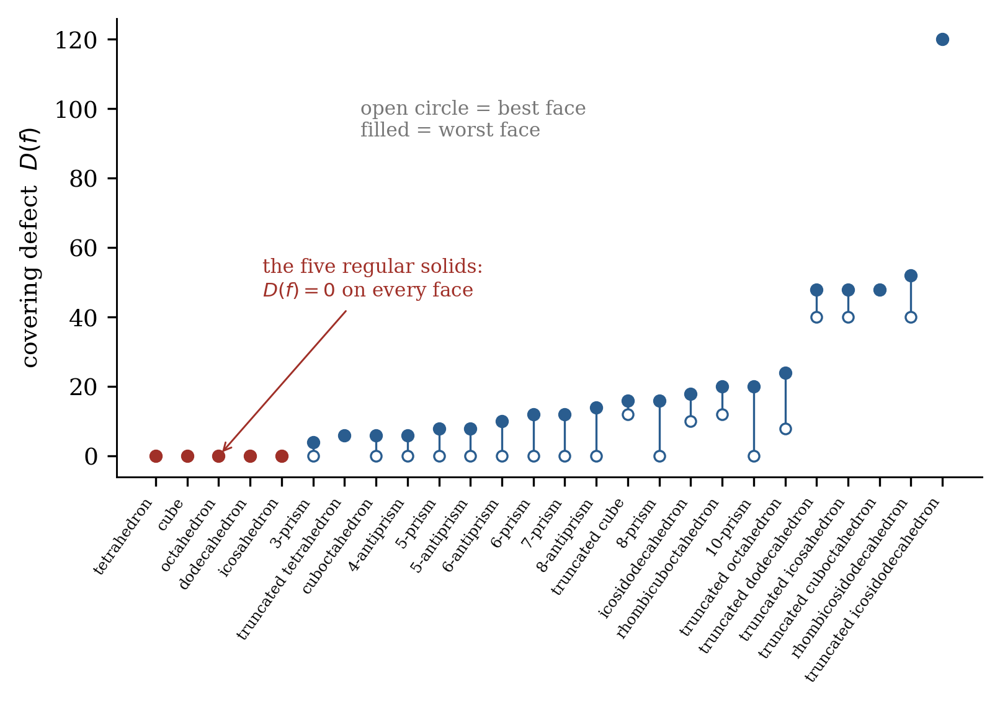 120
100
80
60
40
20
0
covering defect D(f)
open circle = best face
filled = worst face
the five regular solids:
D(f) = 0 on every face
tetrahedron
cube
octahedron
dodecahedron
icosahedron
3-prism
truncated tetrahedron
cuboctahedron
4-antiprism
5-prism
5-antiprism
6-antiprism
6-prism
7-prism
8-antiprism
truncated cube
8-prism
icosidodecahedron
rhombicuboctahedron
10-prism
truncated octahedron
truncated dodecahedron
truncated icosahedron
truncated cuboctahedron
rhombicosidodecahedron
truncated icosidodecahedron